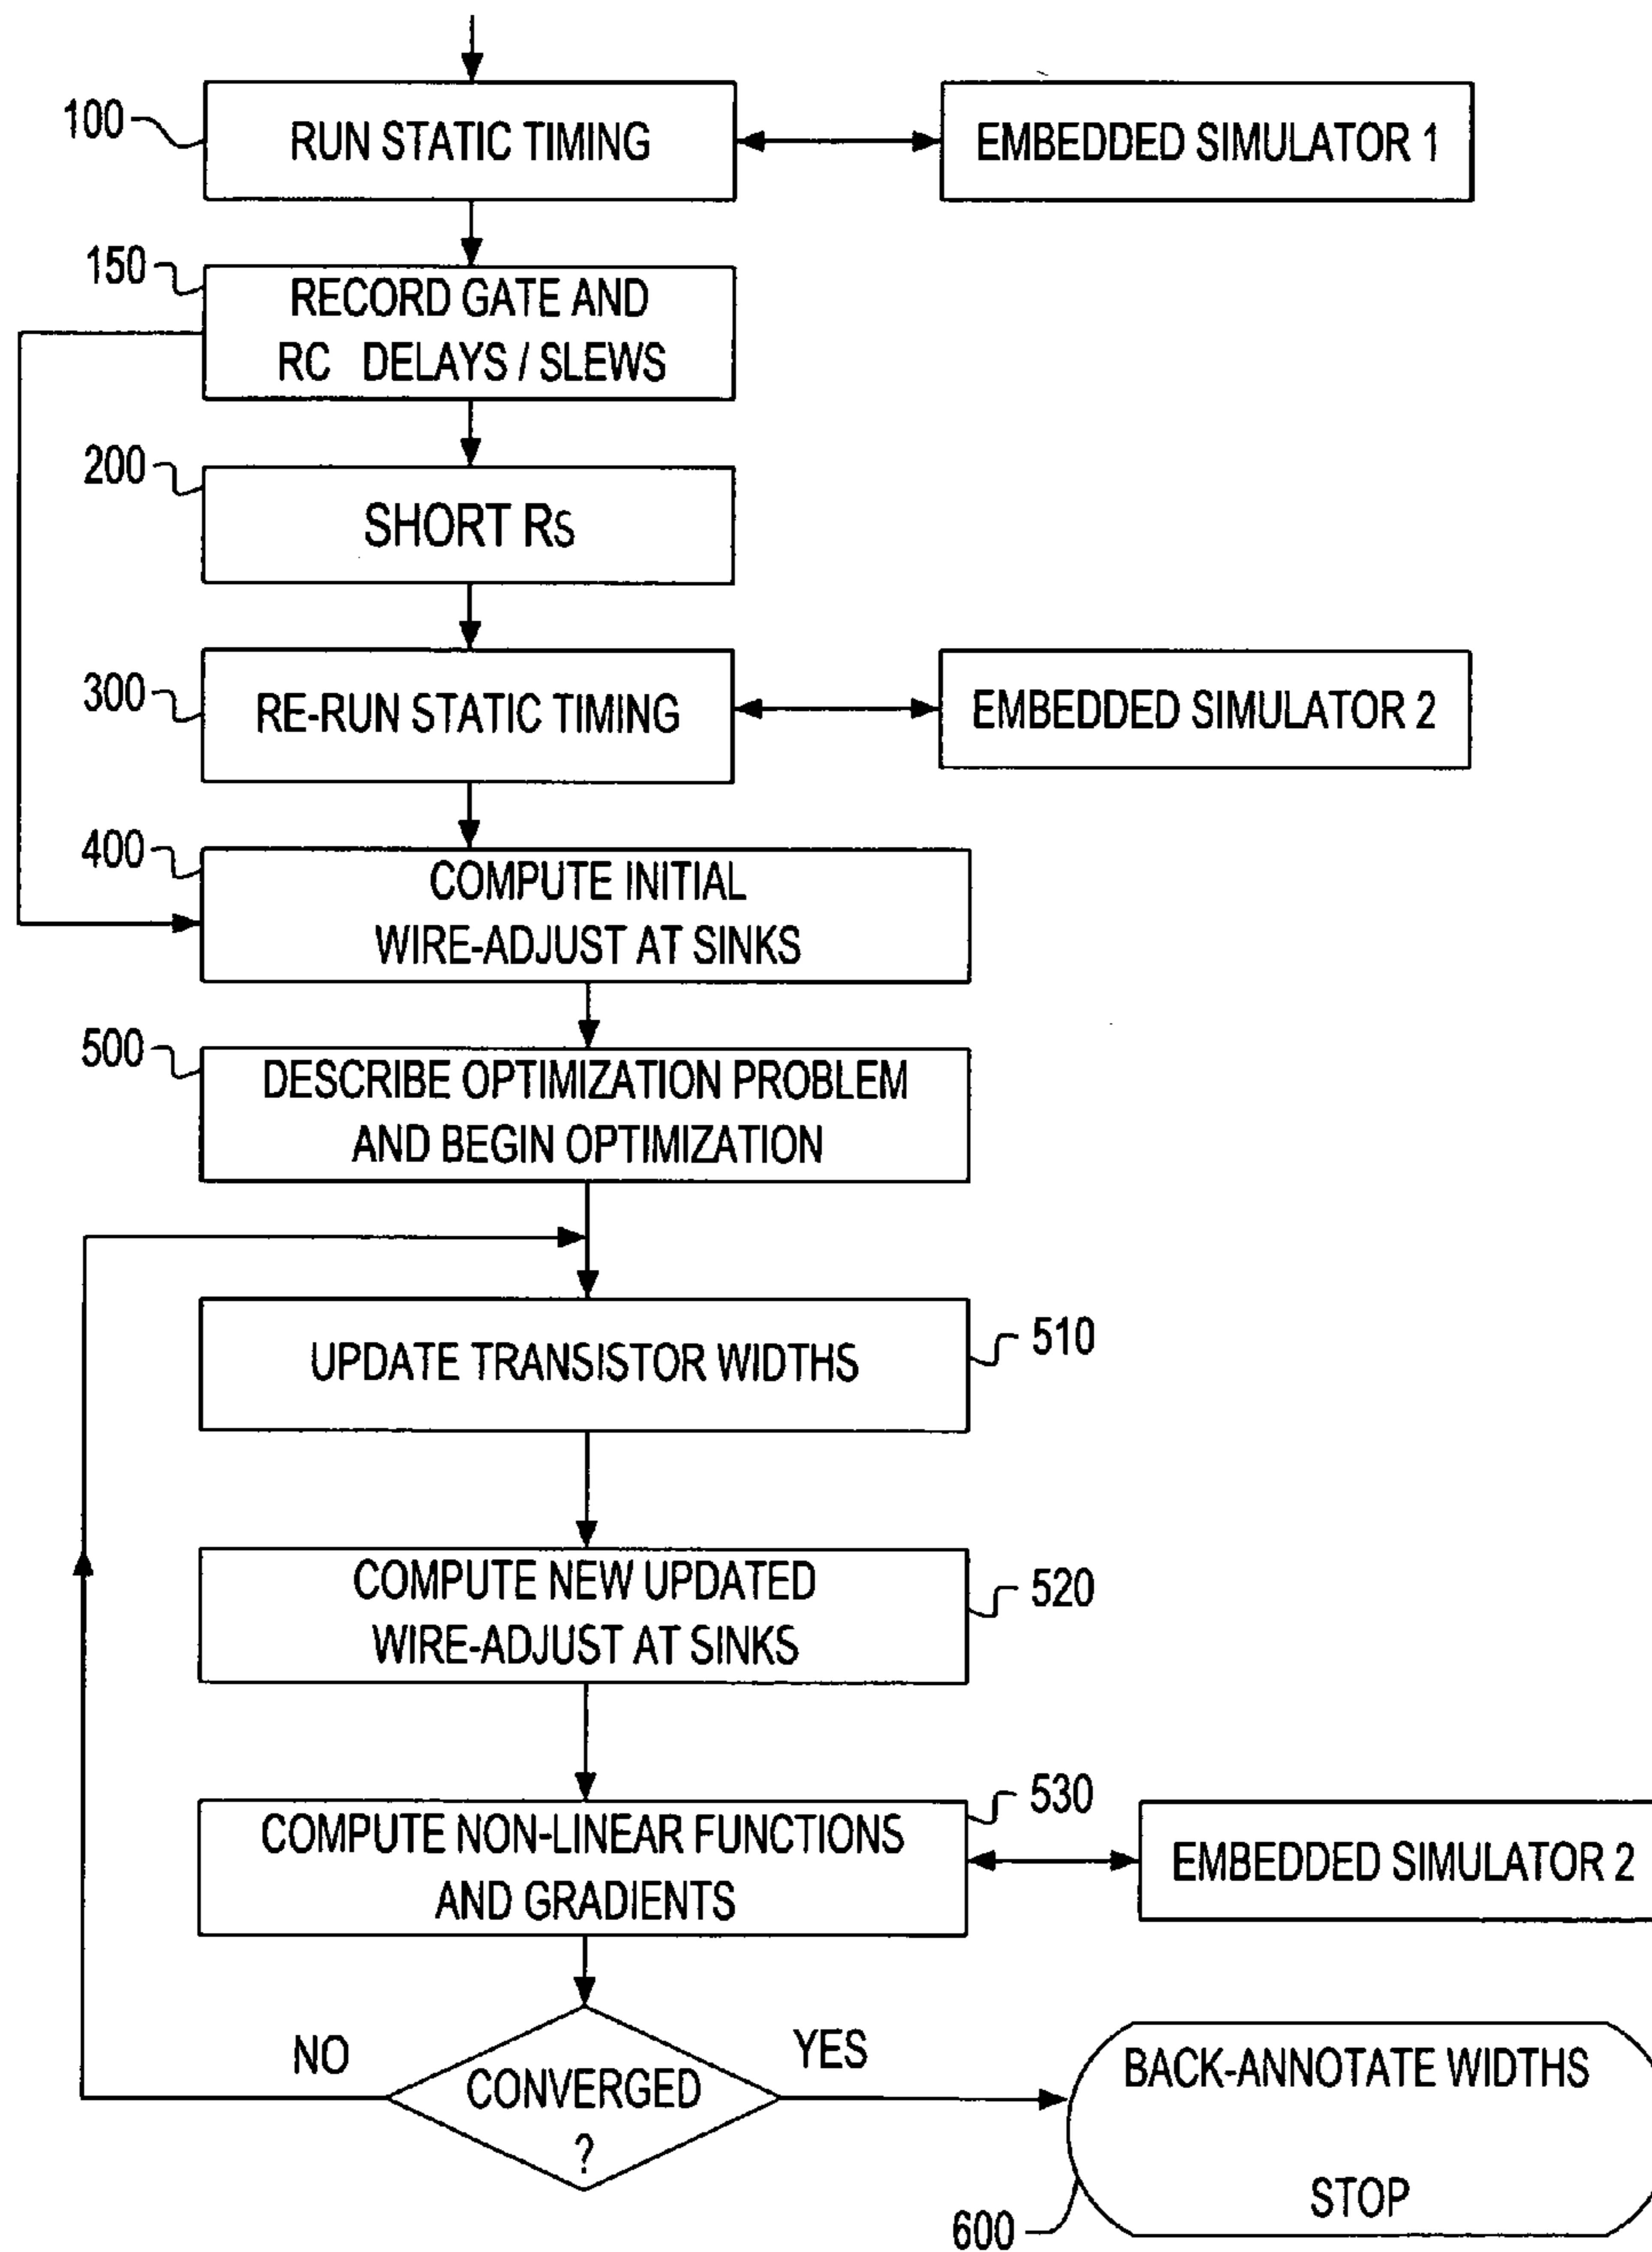 100
RUN STATIC TIMING
EMBEDDED SIMULATOR 1
150
RECORD GATE AND
RC DELAYS / SLEWS
200
SHORT RS
300
RE-RUN STATIC TIMING
EMBEDDED SIMULATOR 2
400
COMPUTE INITIAL
WIRE-ADJUST AT SINKS
500
DESCRIBE OPTIMIZATION PROBLEM
AND BEGIN OPTIMIZATION
UPDATE TRANSISTOR WIDTHS
510
COMPUTE NEW UPDATED
WIRE-ADJUST AT SINKS
520
COMPUTE NON-LINEAR FUNCTIONS
AND GRADIENTS
530
EMBEDDED SIMULATOR 2
NO
CONVERGED
?
YES
BACK-ANNOTATE WIDTHS
STOP
600